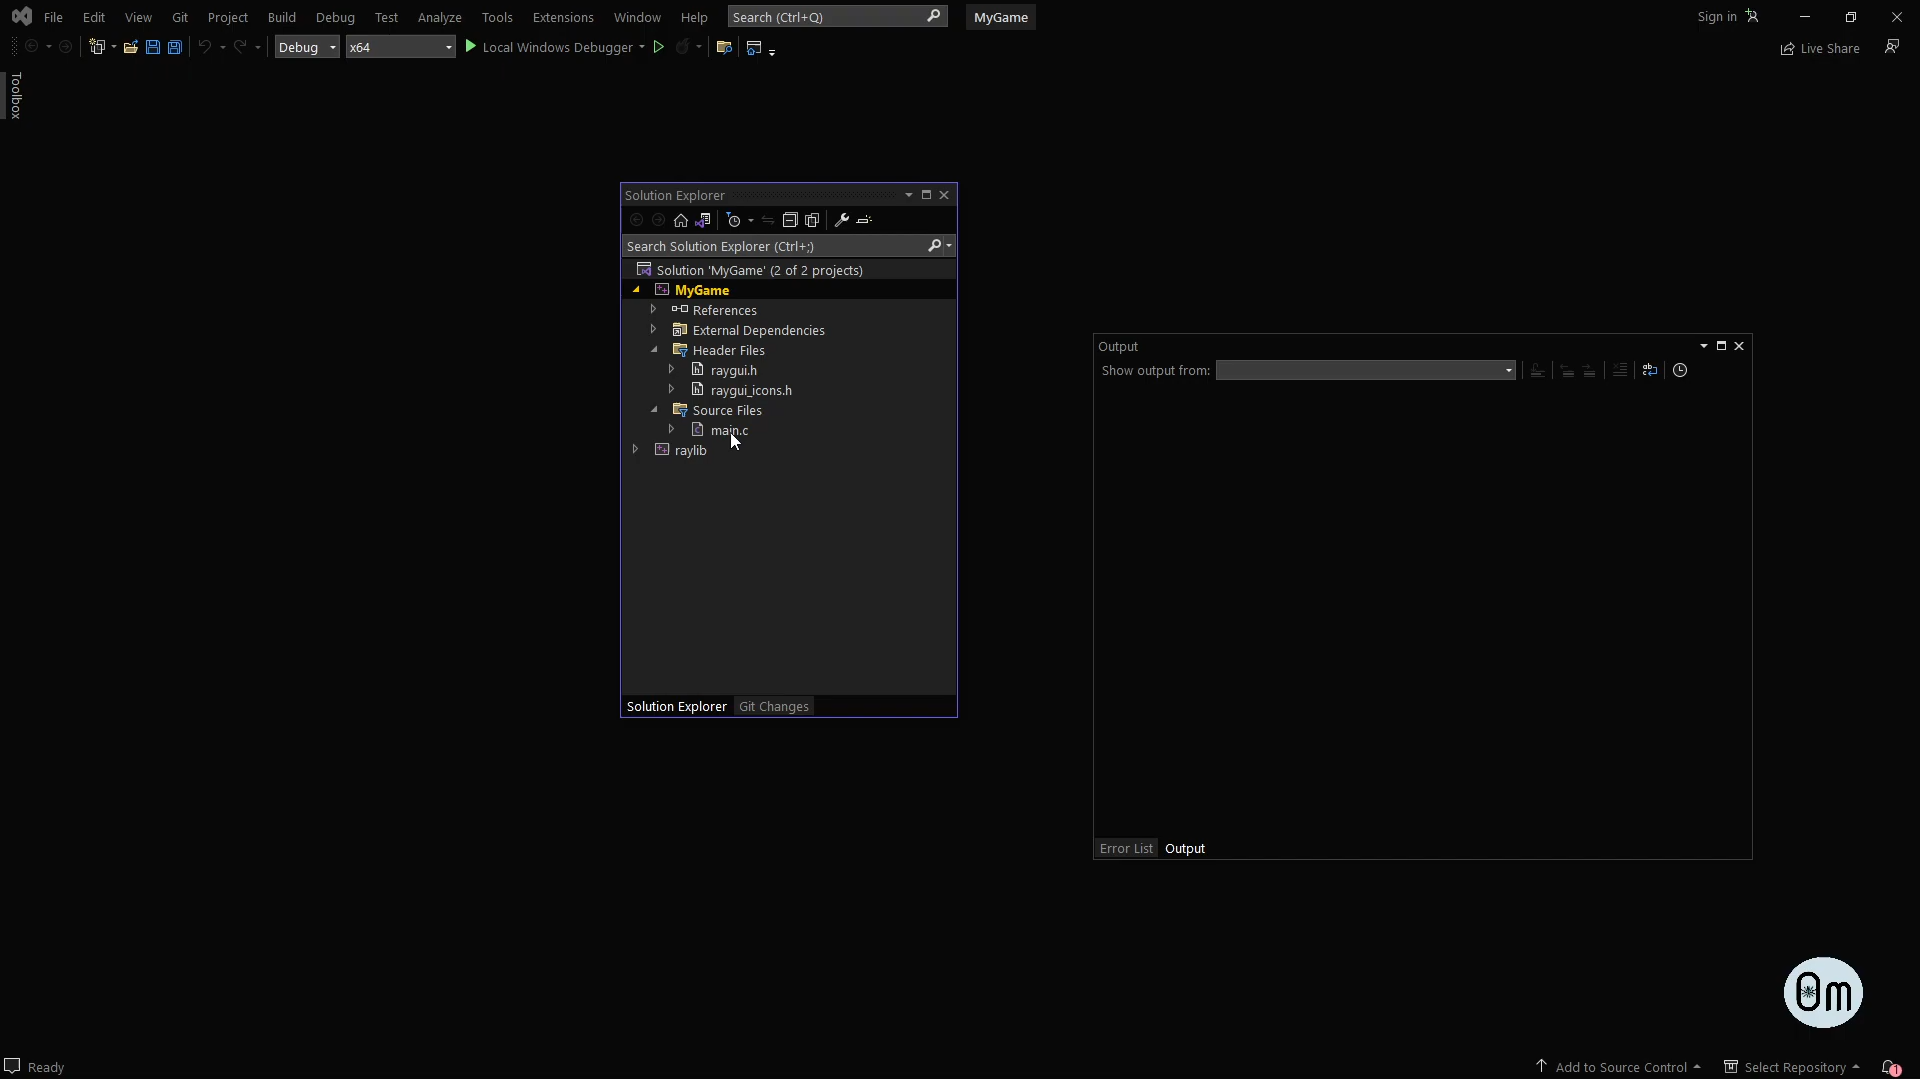 File Edit View Git Project Build Debug Test Analyze Tools Extensions Window Help Search (Ctrl+Q) MyGame Sign in
Debug x64 Local Windows Debugger Live Share
Toolbox
Solution Explorer
Search Solution Explorer (Ctrl+;)
Solution 'MyGame' (2 of 2 projects)
MyGame
References
External Dependencies
Header Files
raygui.h
raygui_icons.h
Source Files
main.c
raylib
Solution Explorer Git Changes
Output
Show output from:
Error List Output
0m
Ready Add to Source Control Select Repository 1